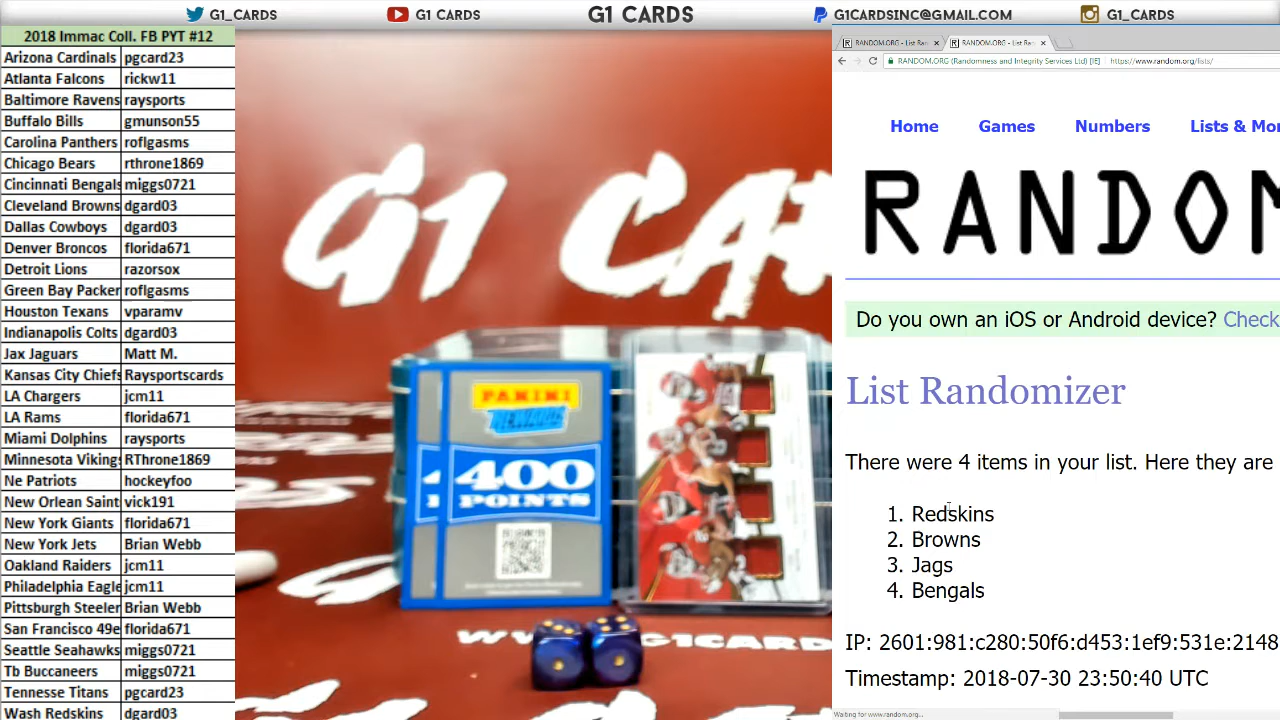 G1_CARDS
G1 CARDS
G1 CARDS
G1CARDSINC@GMAIL.COM
G1_CARDS
2018 Immac Coll. FB PYT #12
Arizona Cardinals pgcard23
Atlanta Falcons rickw11
Baltimore Ravens raysports
Buffalo Bills gmunson55
Carolina Panthers roflgasms
Chicago Bears rthrone1869
Cincinnati Bengals miggs0721
Cleveland Browns dgard03
Dallas Cowboys dgard03
Denver Broncos florida671
Detroit Lions razorsox
Green Bay Packer roflgasms
Houston Texans vparamv
Indianapolis Colts dgard03
Jax Jaguars Matt M.
Kansas City Chiefs Raysportscards
LA Chargers jcm11
LA Rams florida671
Miami Dolphins raysports
Minnesota Vikings RThrone1869
Ne Patriots hockeyfoo
New Orlean Saint vick191
New York Giants florida671
New York Jets Brian Webb
Oakland Raiders jcm11
Philadelphia Eagle jcm11
Pittsburgh Steeler Brian Webb
San Francisco 49e florida671
Seattle Seahawks miggs0721
Tb Buccaneers miggs0721
Tennesse Titans pgcard23
Wash Redskins dgard03
G1 CA
PANINI
400
POINTS
WWW.G1CARD
RANDOM.ORG - List Ran
RANDOM.ORG - List Ran
RANDOM.ORG (Randomness and Integrity Services Ltd) [IE] https://www.random.org/lists/
Home Games Numbers Lists & Mo
RANDOM
Do you own an iOS or Android device? Check
List Randomizer
There were 4 items in your list. Here they are
1. Redskins
2. Browns
3. Jags
4. Bengals
IP: 2601:981:c280:50f6:d453:1ef9:531e:2148
Timestamp: 2018-07-30 23:50:40 UTC
Waiting for www.random.org...